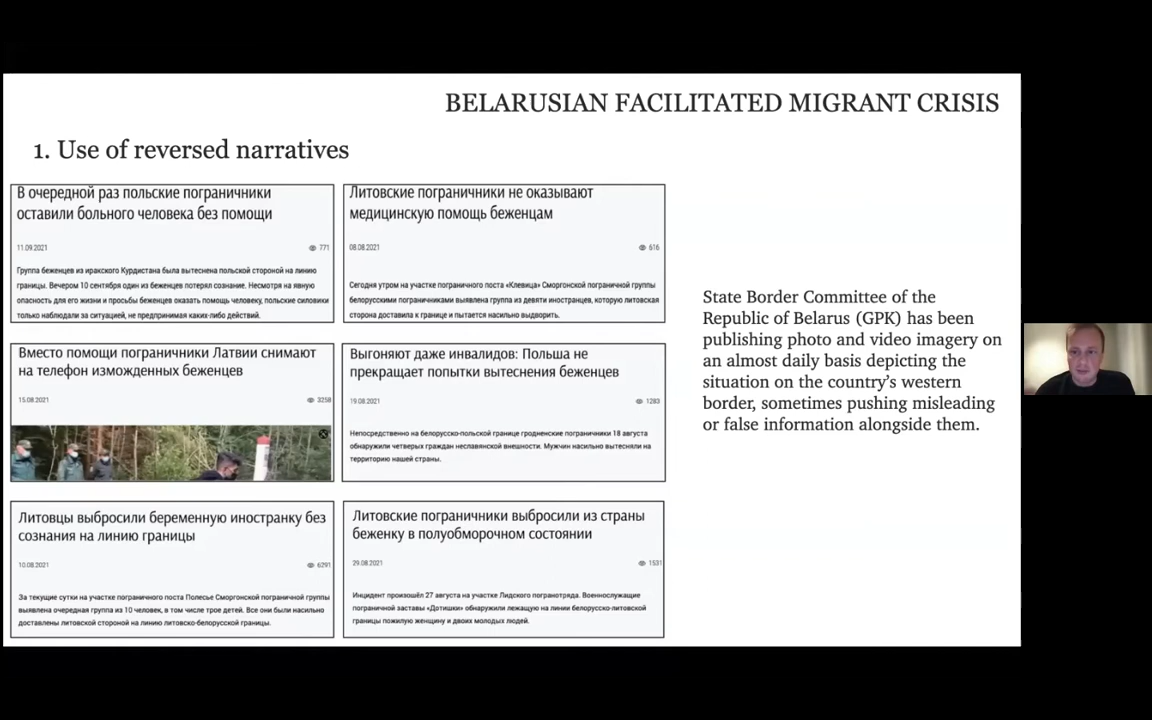 BELARUSIAN FACILITATED MIGRANT CRISIS
1. Use of reversed narratives
В очередной раз польские пограничники
оставили больного человека без помощи
11.09.2021
771
Группа беженцев из иракского Курдистана была вытеснена польской стороной на линию
границы. Вечером 10 сентября один из беженцев потерял сознание. Несмотря на явную
опасность для его жизни и просьбы беженцев оказать помощь человеку, польские силовики
только наблюдали за ситуацией, не предпринимая каких-либо действий.
Литовские пограничники не оказывают
медицинскую помощь беженцам
08.08.2021
616
Сегодня утром на участке пограничного поста «Клевица» Сморгонской пограничной группы
белорусскими пограничниками выявлена группа из девяти иностранцев, которую литовская
сторона доставила к границе и пытается насильно выдворить.
Вместо помощи пограничники Латвии снимают
на телефон изможденных беженцев
15.08.2021
3258
Выгоняют даже инвалидов: Польша не
прекращает попытки вытеснения беженцев
19.08.2021
1283
Непосредственно на белорусско-польской границе гродненские пограничники 18 августа
обнаружили четверых граждан неславянской внешности. Мужчин насильно вытесняли на
территорию нашей страны.
Литовцы выбросили беременную иностранку без
сознания на линию границы
10.08.2021
6291
За текущие сутки на участке пограничного поста Полесье Сморгонской пограничной группы
выявлена очередная группа из 10 человек, в том числе трое детей. Все они были насильно
доставлены литовской стороной на линию литовско-белорусской границы.
Литовские пограничники выбросили из страны
беженку в полуобморочном состоянии
29.08.2021
1531
Инцидент произошёл 27 августа на участке Лидского погранотряда. Военнослужащие
пограничной заставы «Дотишки» обнаружили лежащую на линии белорусско-литовской
границы пожилую женщину и двоих молодых людей.
State Border Committee of the
Republic of Belarus (GPK) has been
publishing photo and video imagery on
an almost daily basis depicting the
situation on the country's western
border, sometimes pushing misleading
or false information alongside them.